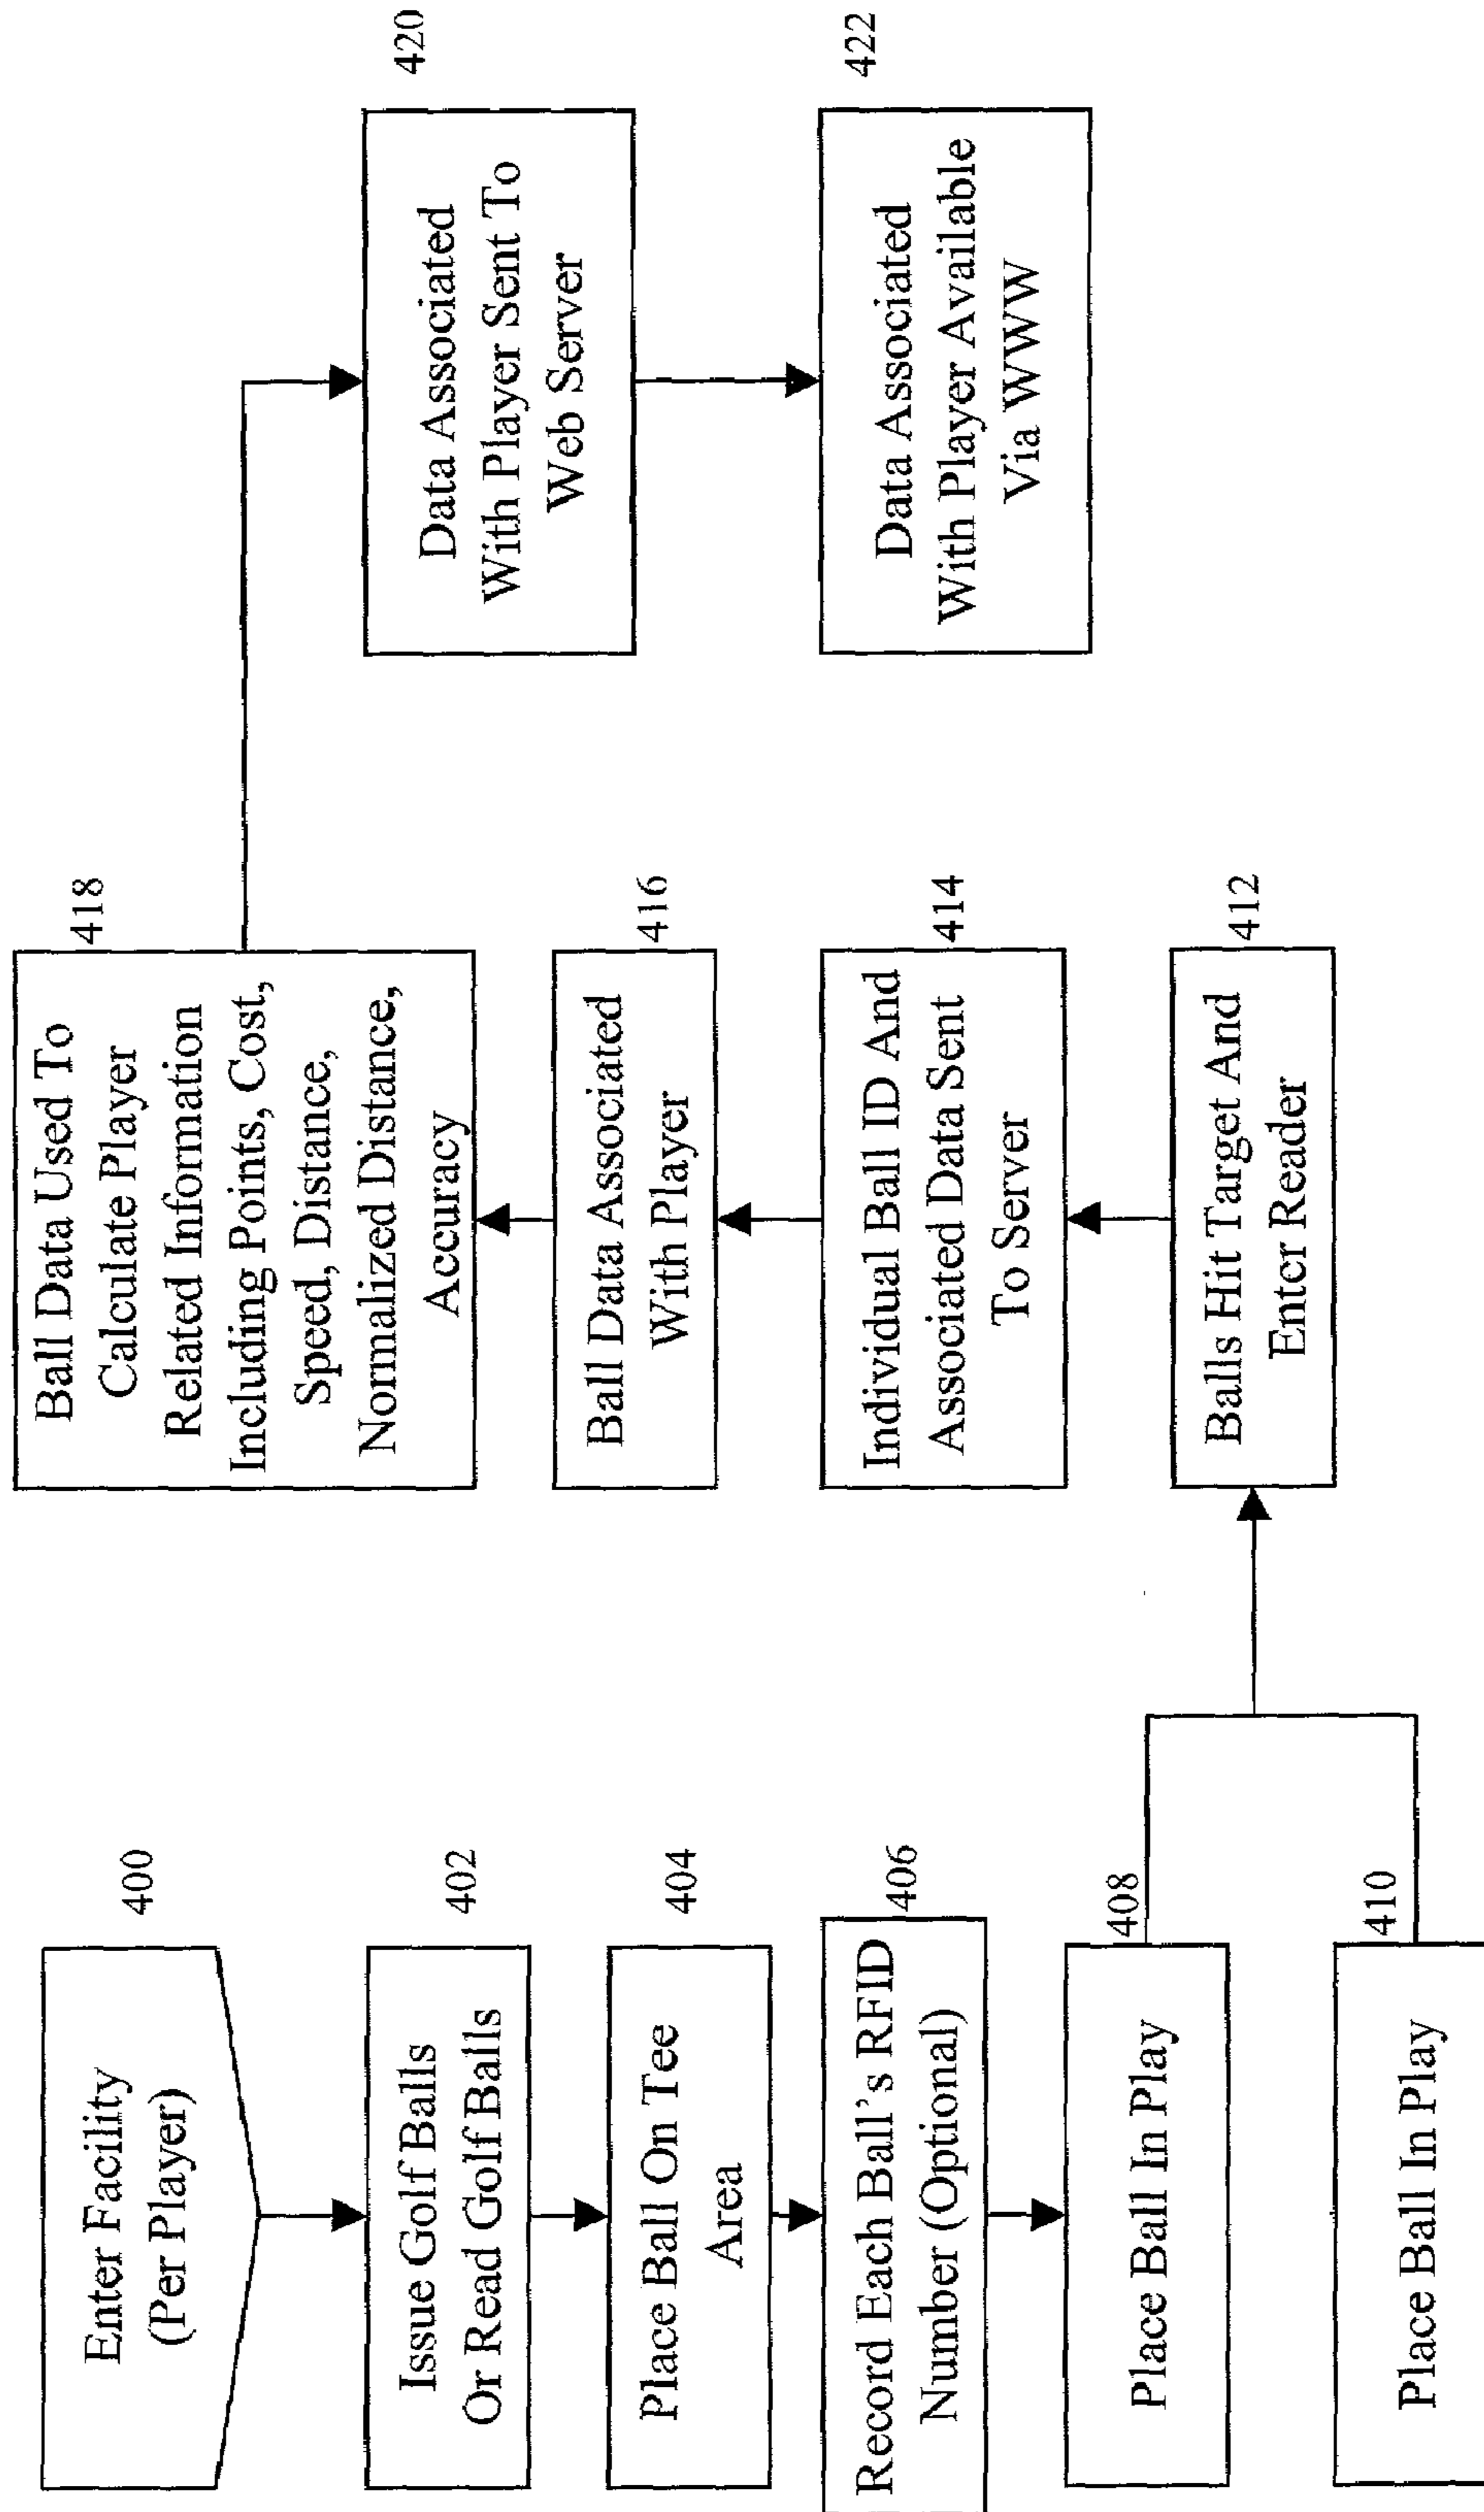 400
Enter Facility
(Per Player)
402
Issue Golf Balls
Or Read Golf Balls
404
Place Ball On Tee
Area
406
Record Each Ball's RFID
Number (Optional)
408
Place Ball In Play
410
Place Ball In Play
418
Ball Data Used To
Calculate Player
Related Information
Including Points, Cost,
Speed, Distance,
Normalized Distance,
Accuracy
416
Ball Data Associated
With Player
414
Individual Ball ID And
Associated Data Sent
To Server
412
Balls Hit Target And
Enter Reader
420
Data Associated
With Player Sent To
Web Server
422
Data Associated
With Player Available
Via WWW